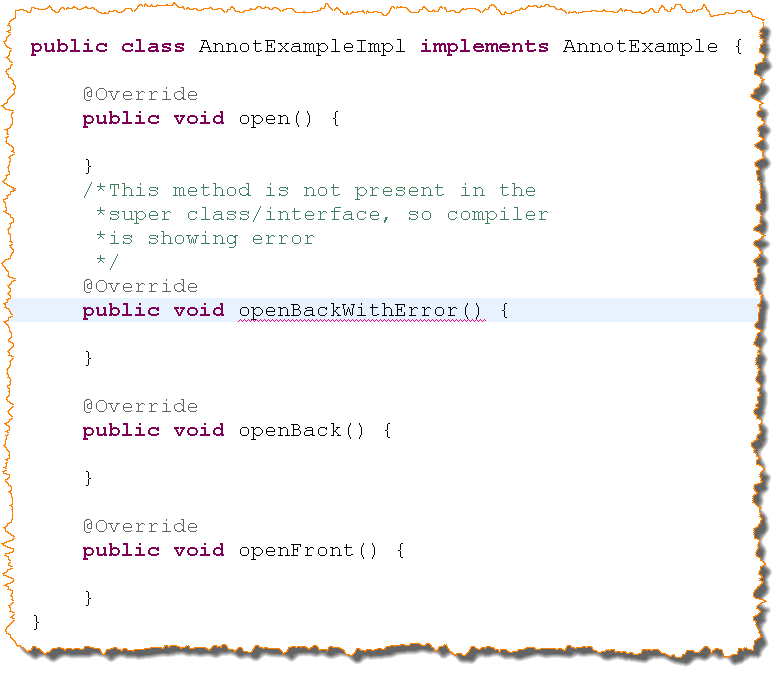 public class AnnotExampleImpl implements AnnotExample {
@Override
public void open() {
}
/*This method is not present in the
*super class/interface, so compiler
*is showing error
*/
@Override
public void openBackWithError() {
}
@Override
public void openBack() {
}
@Override
public void openFront() {
}
}